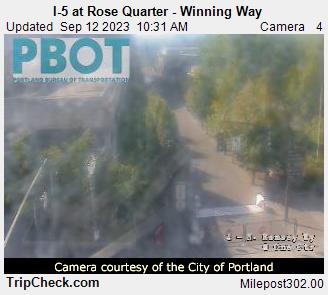 I-5 at Rose Quarter - Winning Way
Updated Sep 12 2023 10:31 AM Camera 4
PBOT
PORTLAND BUREAU OF TRANSPORTATION
Camera courtesy of the City of Portland
TripCheck.com Milepost302.00